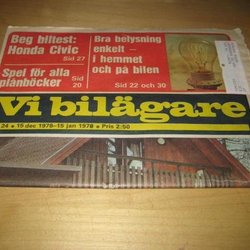 Beg biltest:
Honda Civic
Sid 27
Spel för alla
plånböcker
Sid
20
Bra belysning
enkelt –
i hemmet
och på bilen
Sid 22 och 30
Vi bilägare
24 • 15 dec 1978–15 jan 1979 • Pris 2:50